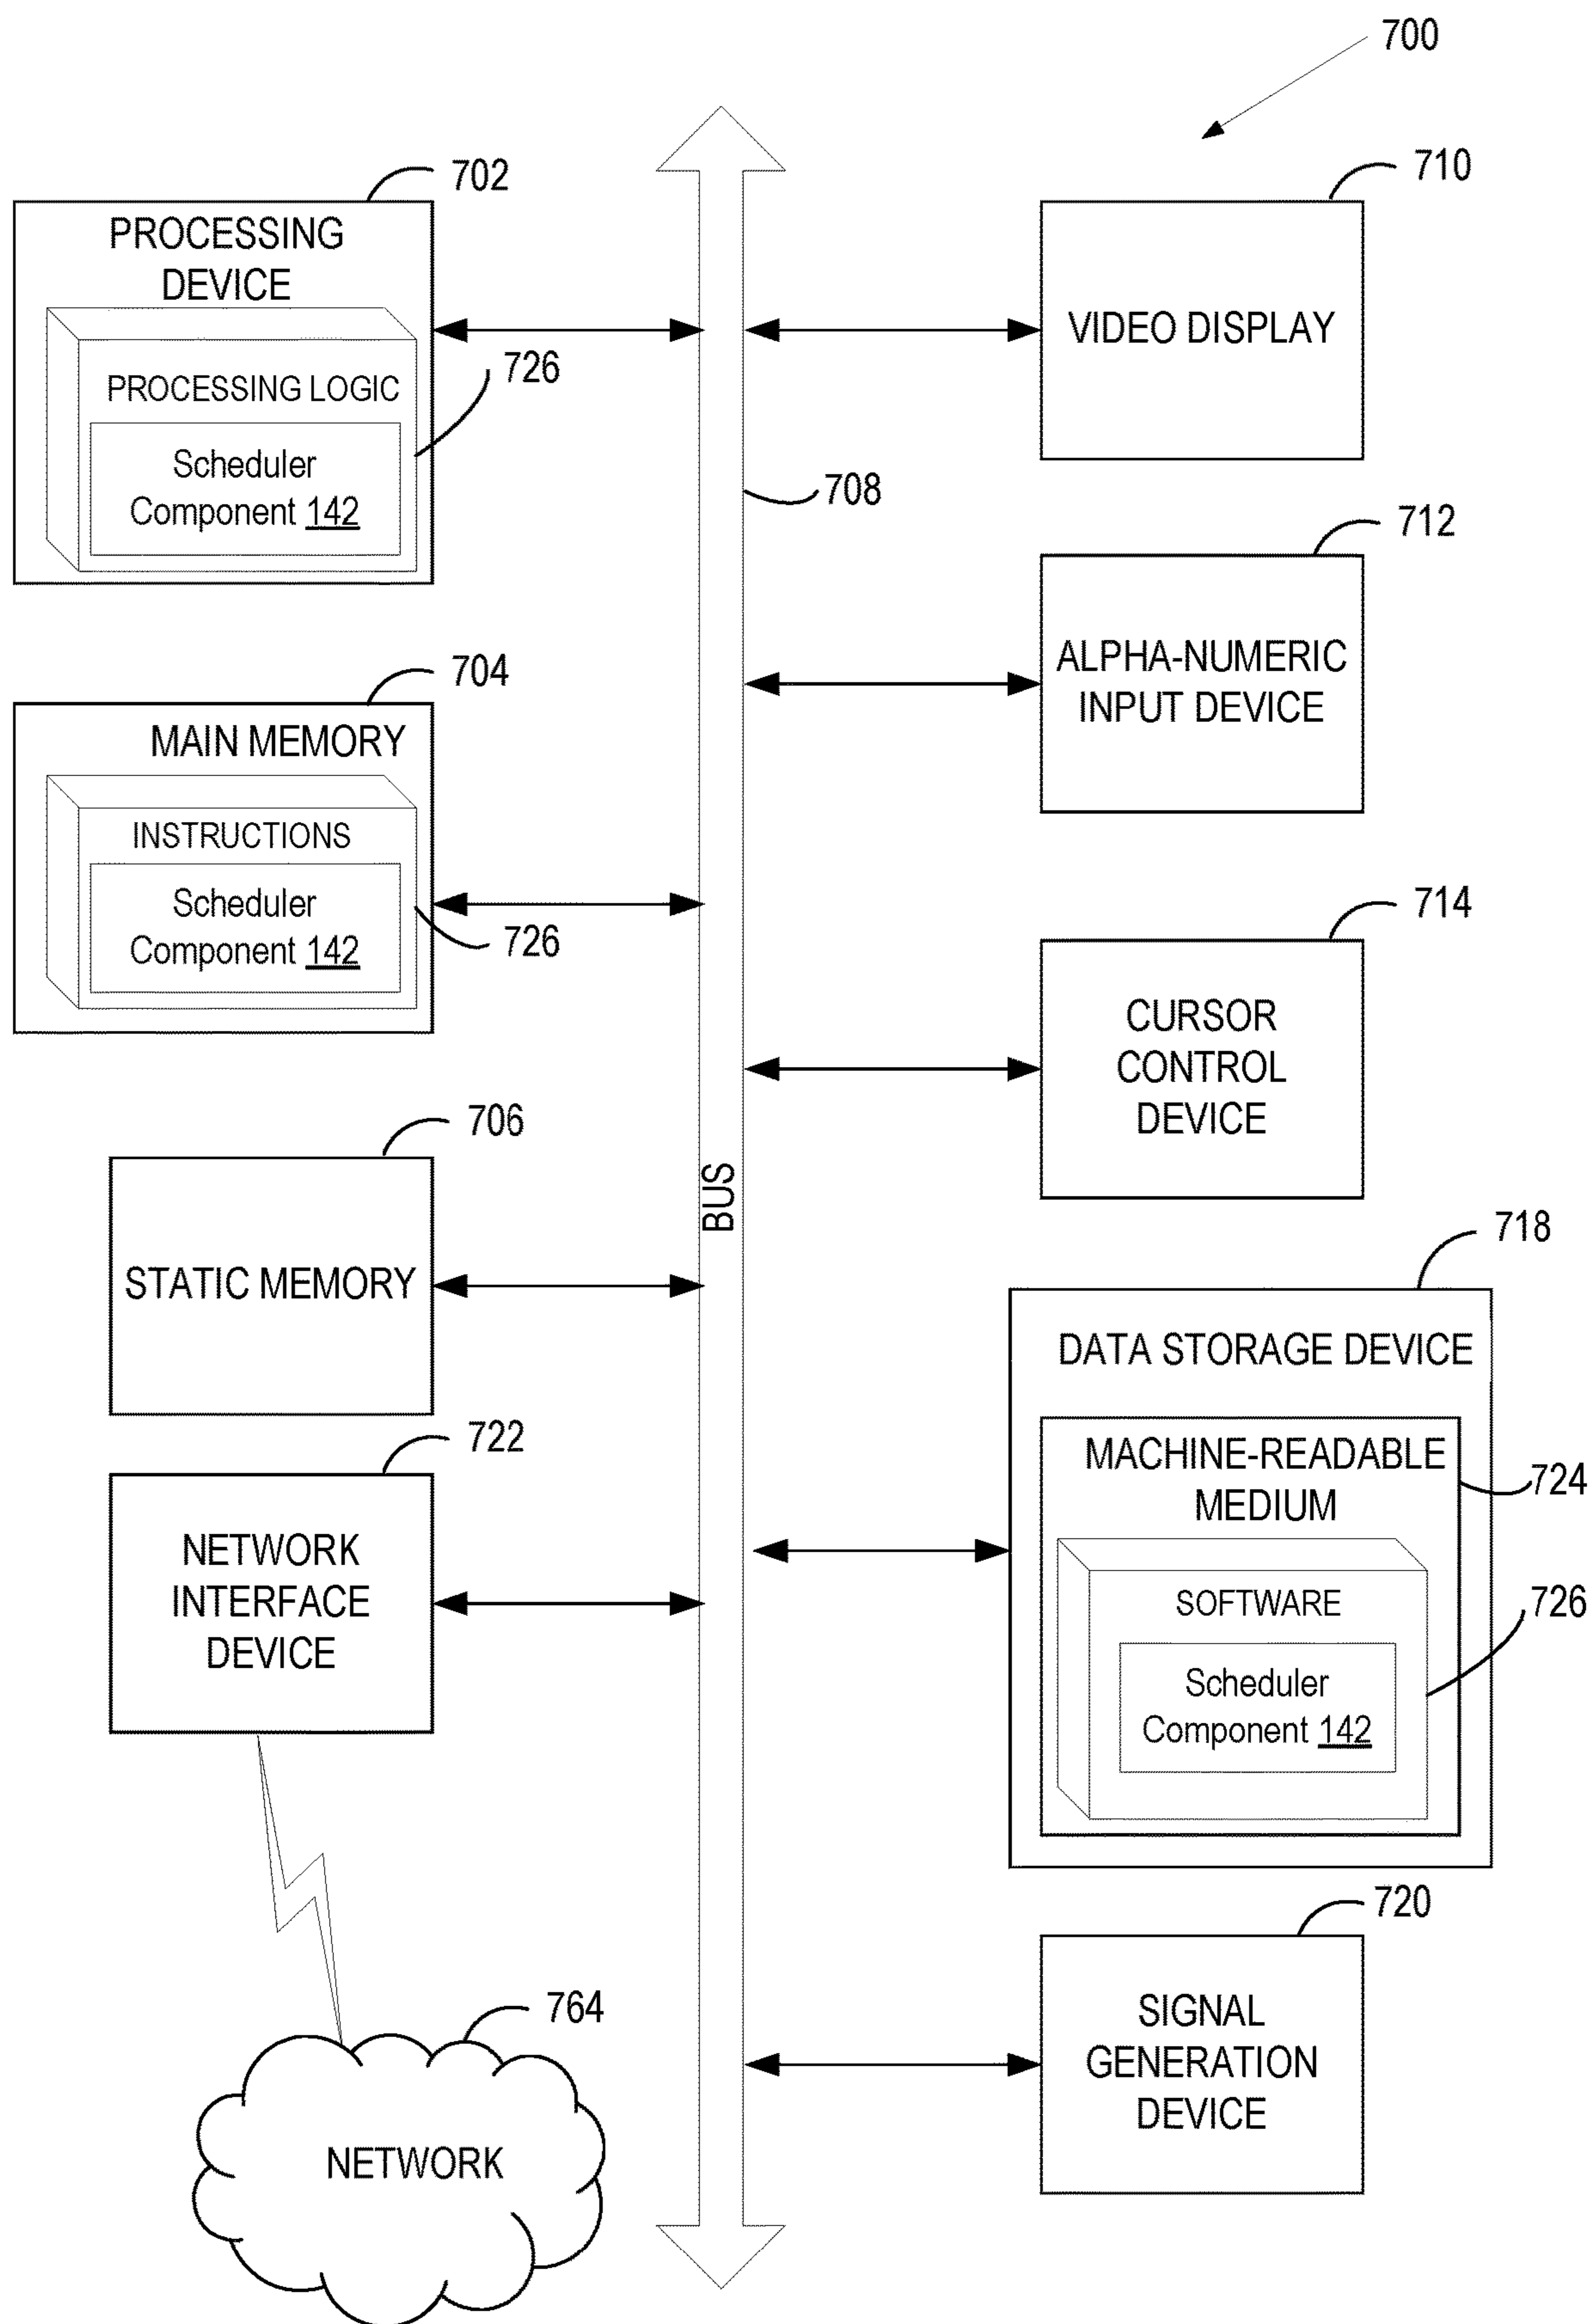 700
702
PROCESSING
DEVICE
PROCESSING LOGIC
726
Scheduler
Component 142
704
MAIN MEMORY
INSTRUCTIONS
Scheduler
Component 142
726
706
STATIC MEMORY
722
NETWORK
INTERFACE
DEVICE
764
NETWORK
708
BUS
710
VIDEO DISPLAY
712
ALPHA-NUMERIC
INPUT DEVICE
714
CURSOR
CONTROL
DEVICE
718
DATA STORAGE DEVICE
MACHINE-READABLE
MEDIUM
724
SOFTWARE
726
Scheduler
Component 142
720
SIGNAL
GENERATION
DEVICE